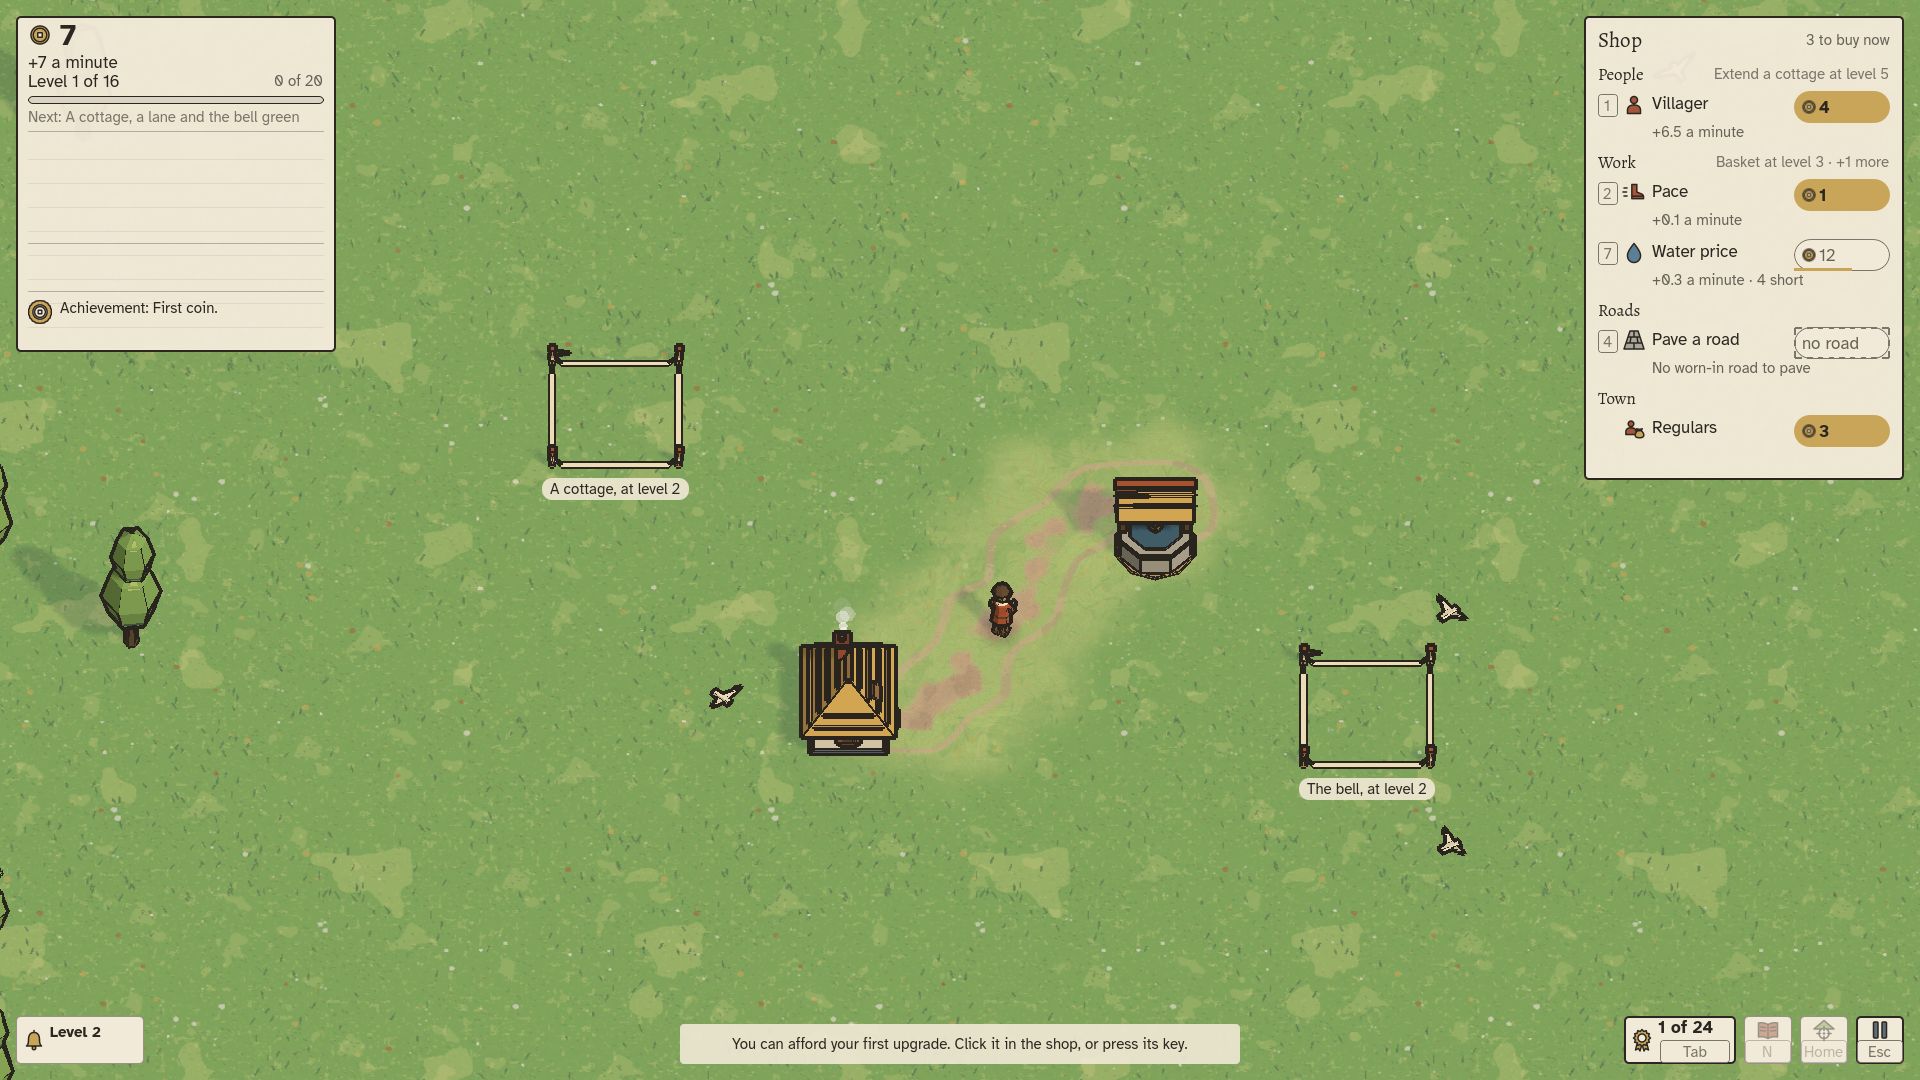 7
+7 a minute
Level 1 of 16
0 of 20
Next: A cottage, a lane and the bell green
Achievement: First coin.
Shop
3 to buy now
People
Extend a cottage at level 5
1
Villager
4
+6.5 a minute
Work
Basket at level 3 · +1 more
2
Pace
1
+0.1 a minute
7
Water price
12
+0.3 a minute · 4 short
Roads
4
Pave a road
no road
No worn-in road to pave
Town
Regulars
3
A cottage, at level 2
The bell, at level 2
Level 2
You can afford your first upgrade. Click it in the shop, or press its key.
1 of 24
Tab
N
Home
Esc